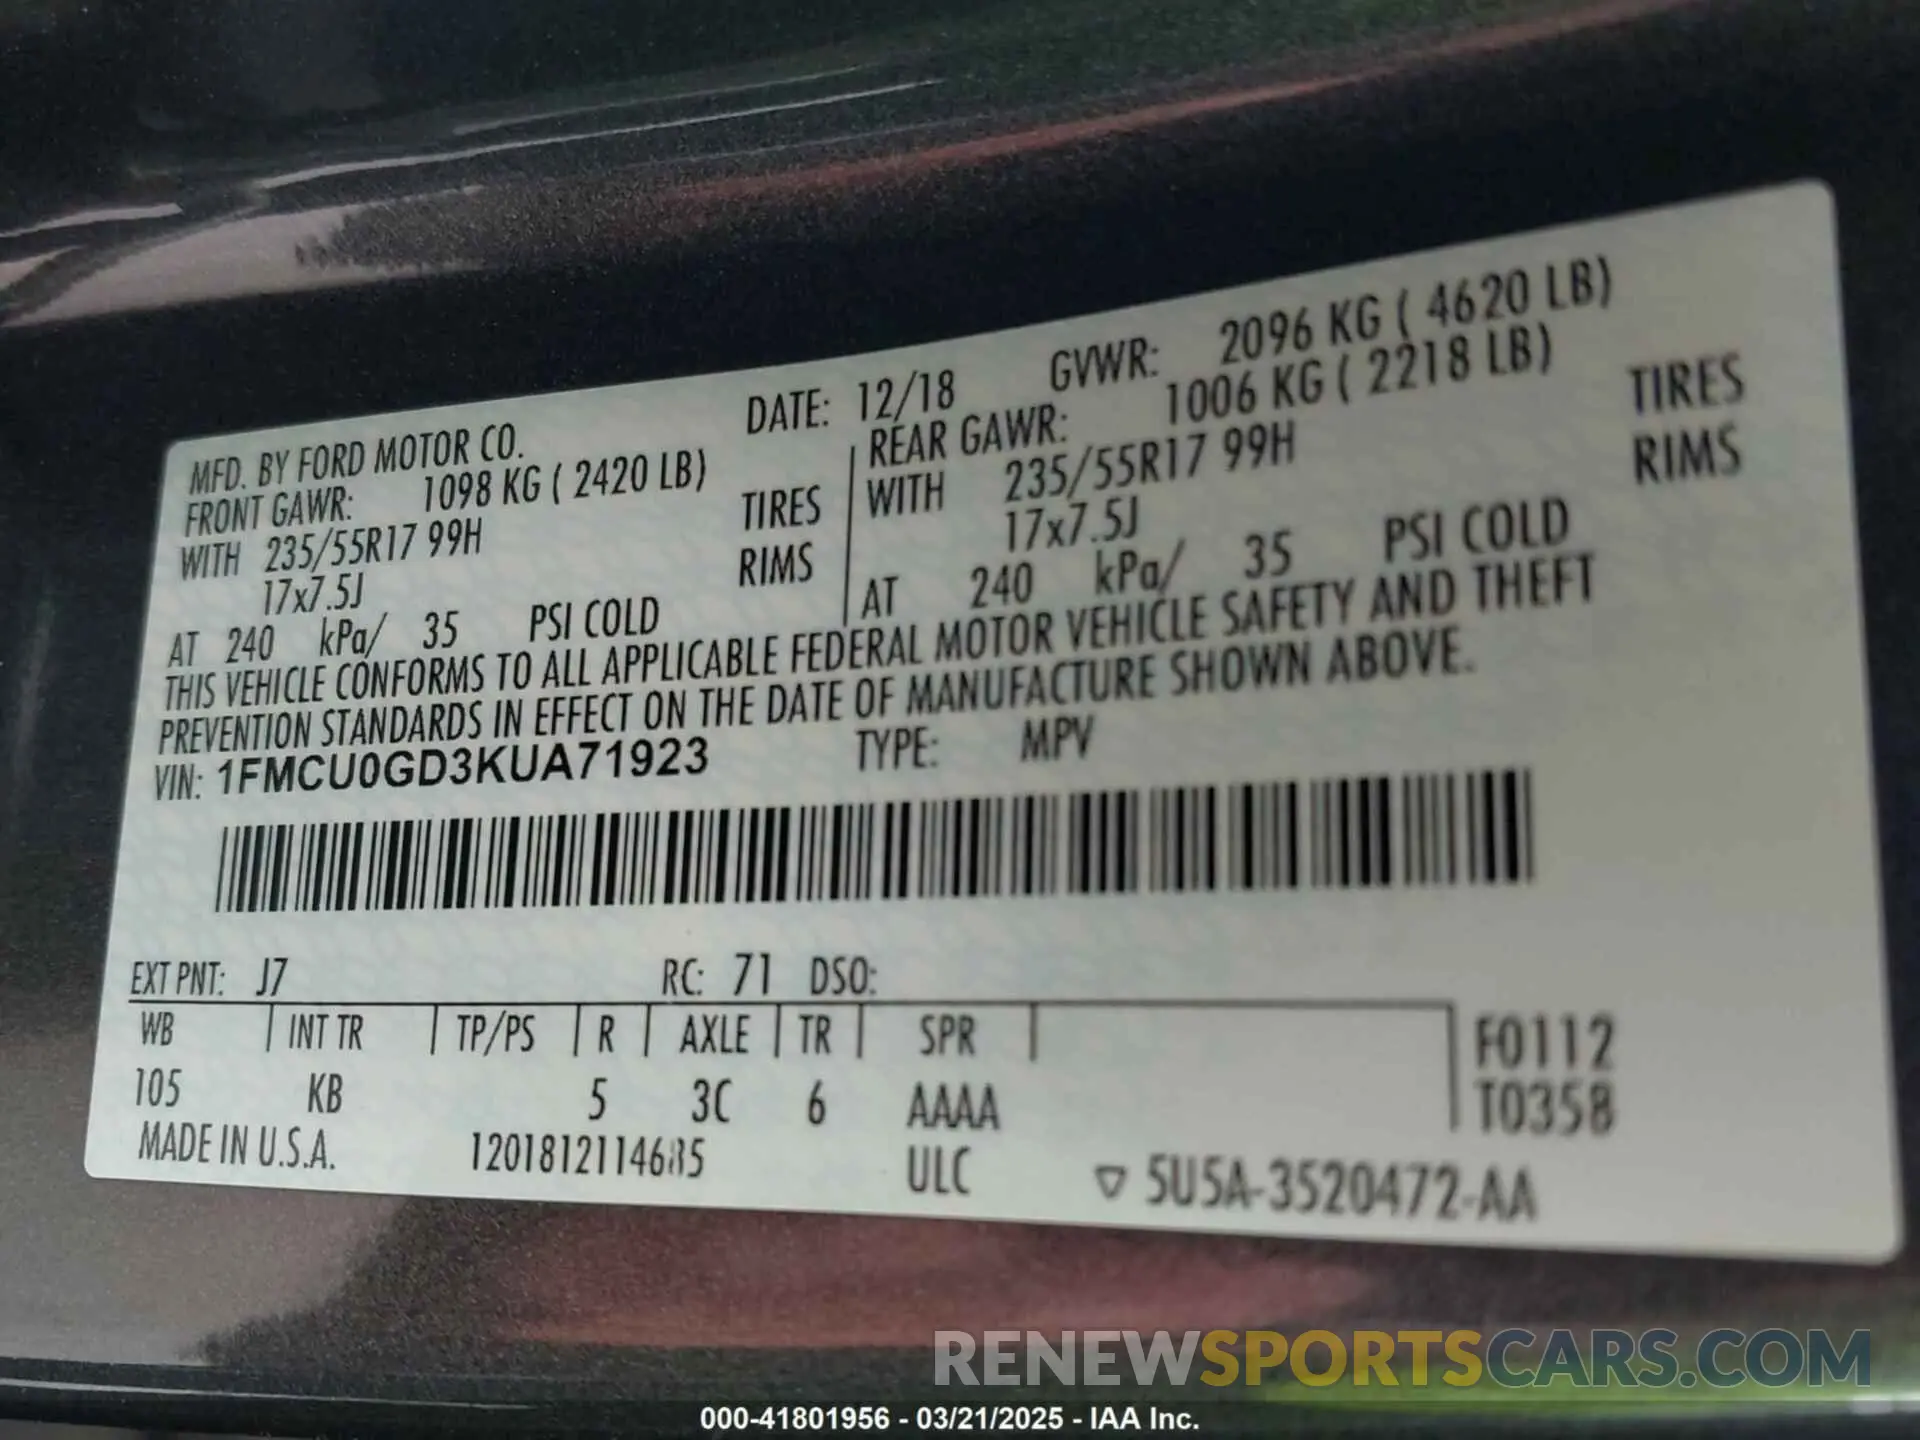 MFD. BY FORD MOTOR CO. DATE: 12/18 GVWR: 2096 KG ( 4620 LB)
FRONT GAWR: 1098 KG ( 2420 LB) REAR GAWR: 1006 KG ( 2218 LB)
WITH 235/55R17 99H TIRES WITH 235/55R17 99H TIRES
17x7.5J RIMS 17x7.5J RIMS
AT 240 kPa/ 35 PSI COLD AT 240 kPa/ 35 PSI COLD
THIS VEHICLE CONFORMS TO ALL APPLICABLE FEDERAL MOTOR VEHICLE SAFETY AND THEFT
PREVENTION STANDARDS IN EFFECT ON THE DATE OF MANUFACTURE SHOWN ABOVE.
VIN: 1FMCU0GD3KUA71923 TYPE: MPV
EXT PNT: J7 RC: 71 DSO:
WB INT TR TP/PS R AXLE TR SPR F0112
105 KB 5 3C 6 AAAA T0358
MADE IN U.S.A. ULC ▽ 5U5A-3520472-AA
RENEWSPORTSCARS.COM
000-41801956 - 03/21/2025 - IAA Inc.